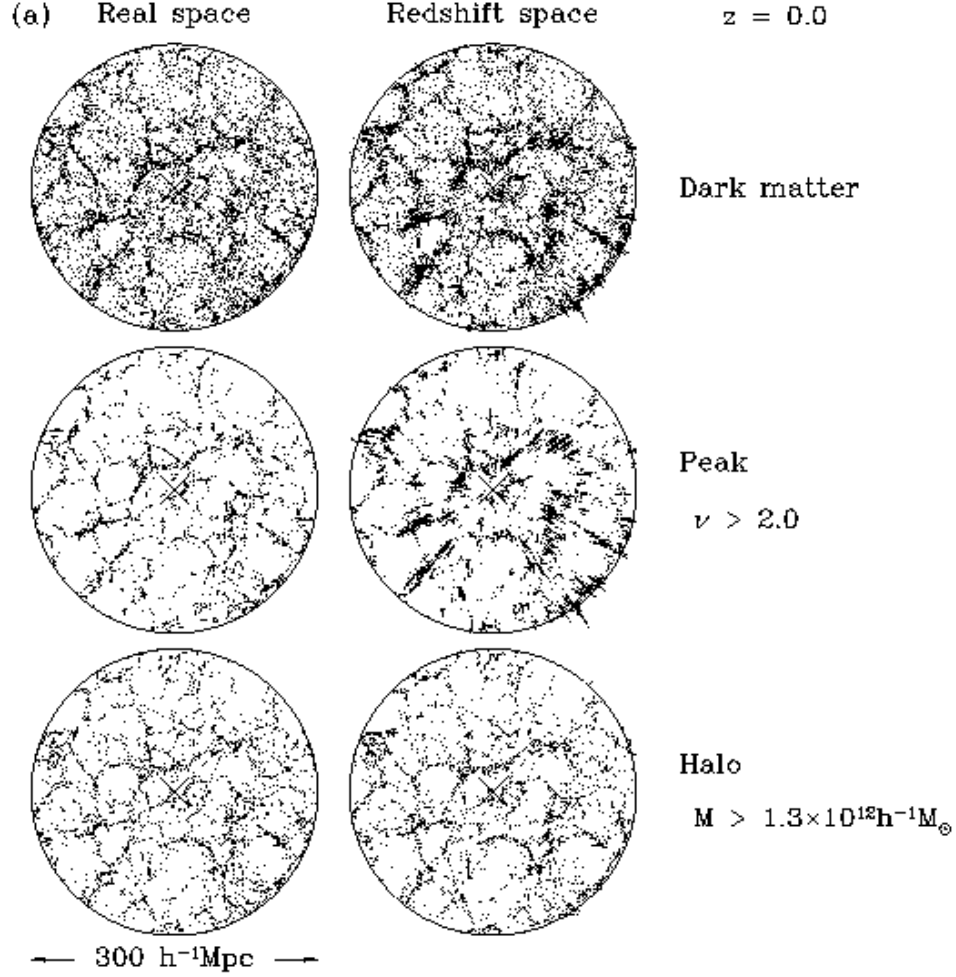 (a) Real space Redshift space z = 0.0
Dark matter
Peak
ν > 2.0
Halo
M > 1.3×10¹²h⁻¹M⊙
300 h⁻¹Mpc